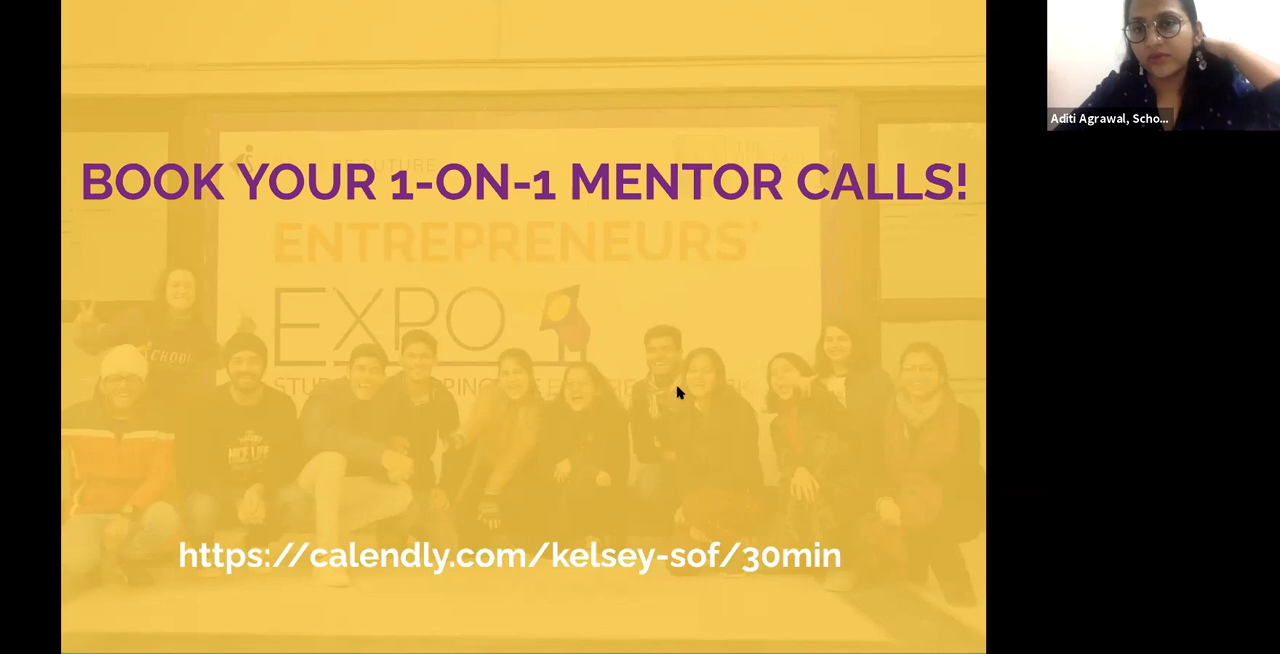 BOOK YOUR 1-ON-1 MENTOR CALLS!
ENTREPRENEURS'
EXPO
https://calendly.com/kelsey-sof/30min
Aditi Agrawal, Scho...